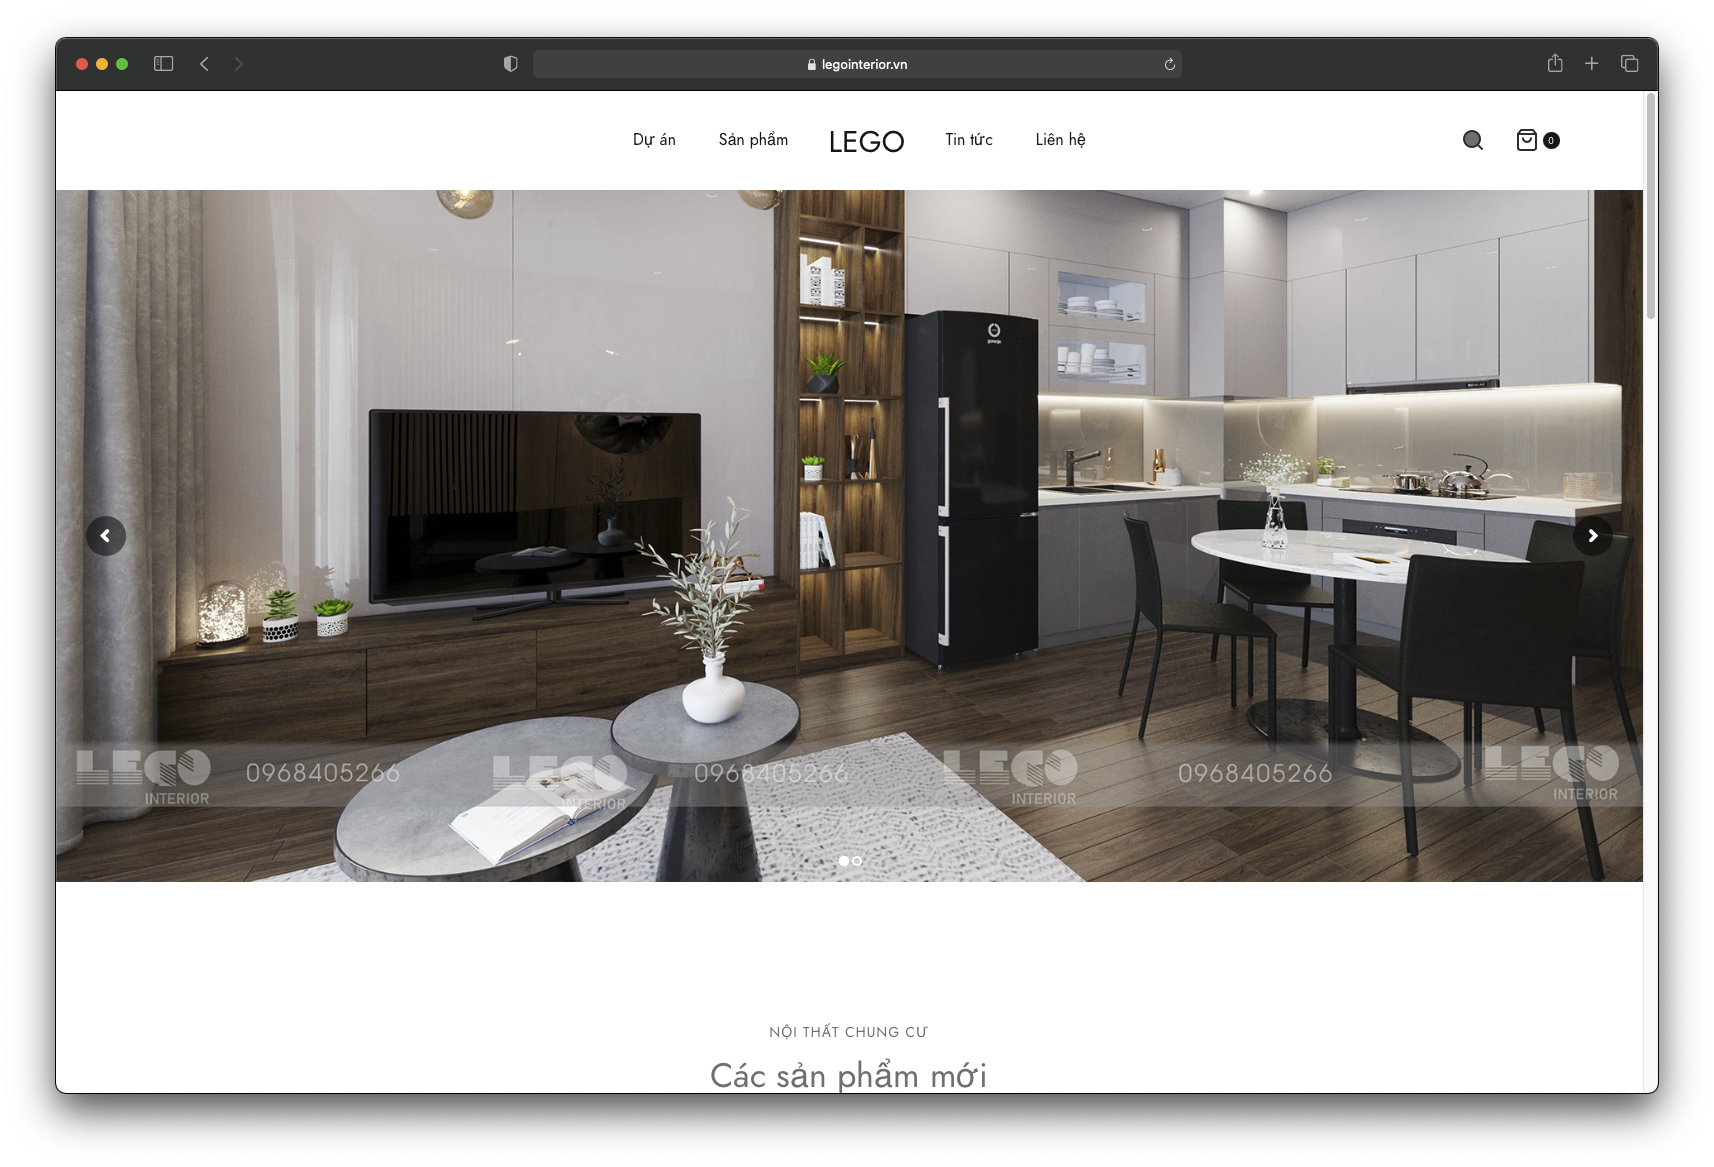 legointerior.vn
Dự án Sản phẩm LEGO Tin tức Liên hệ 0
LEGO 0968405266 LEGO 0968405266 LEGO 0968405266 LEGO
INTERIOR INTERIOR INTERIOR INTERIOR
NỘI THẤT CHUNG CƯ
Các sản phẩm mới